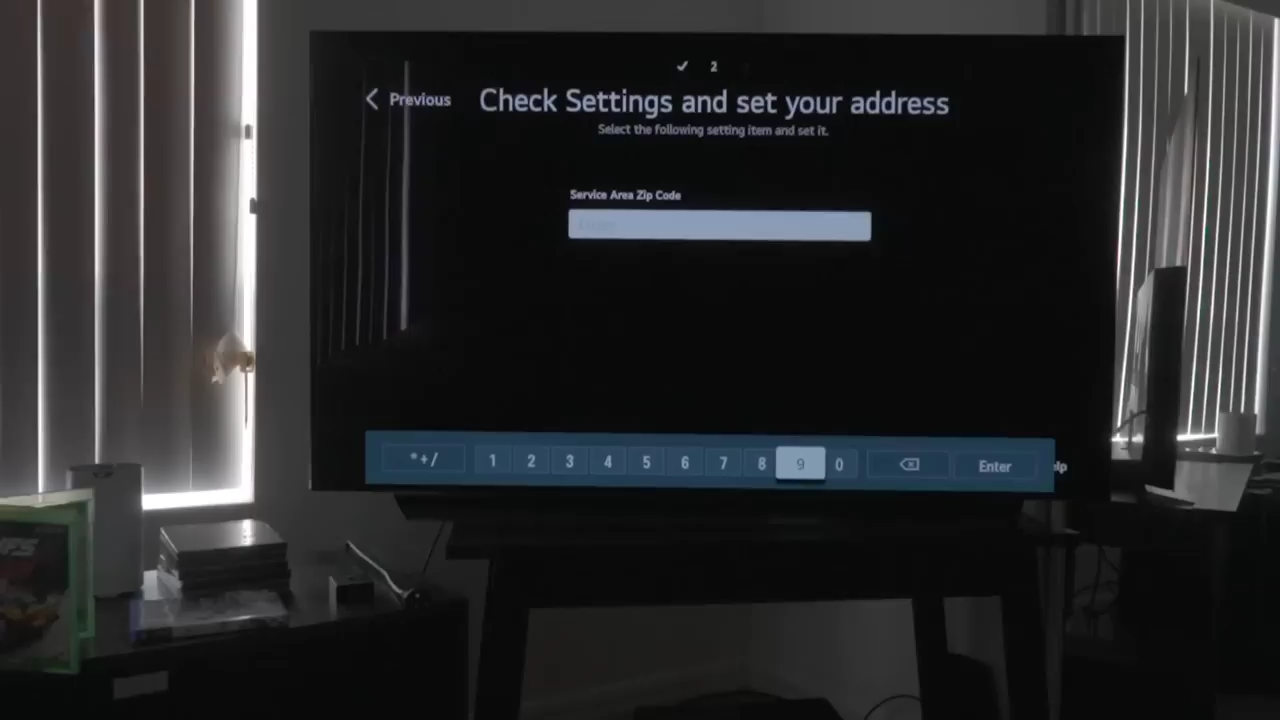 2
Previous
Check Settings and set your address
Select the following setting item and set it.
Service Area Zip Code
*+/ 1 2 3 4 5 6 7 8 9 0 Enter